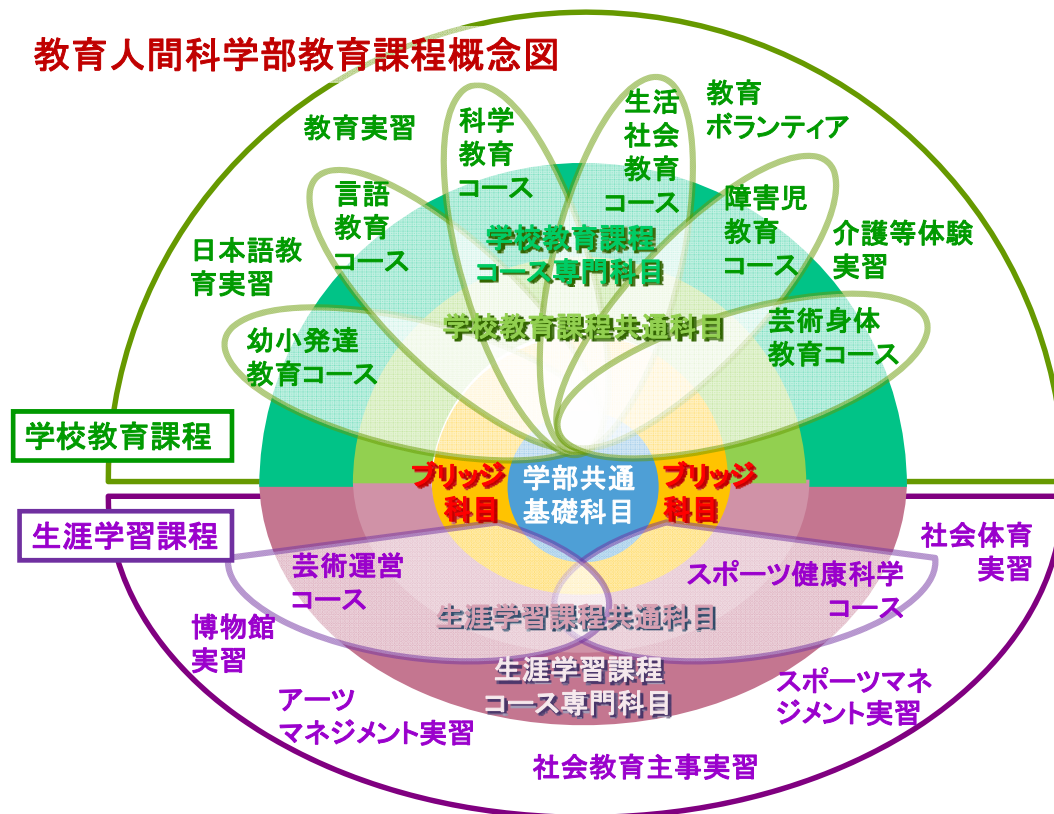 教育人間科学部教育課程概念図
教育実習
科学
教育
コース
生活
社会
教育
コース
教育
ボランティア
言語
教育
コース
障害児
教育
コース
日本語教
育実習
介護等体験
実習
学校教育課程
コース専門科目
学校教育課程共通科目
幼小発達
教育コース
芸術身体
教育コース
学校教育課程
ブリッジ
科目
学部共通
基礎科目
ブリッジ
科目
生涯学習課程
芸術運営
コース
スポーツ健康科学
コース
社会体育
実習
生涯学習課程共通科目
博物館
実習
生涯学習課程
コース専門科目
アーツ
マネジメント実習
スポーツマネ
ジメント実習
社会教育主事実習